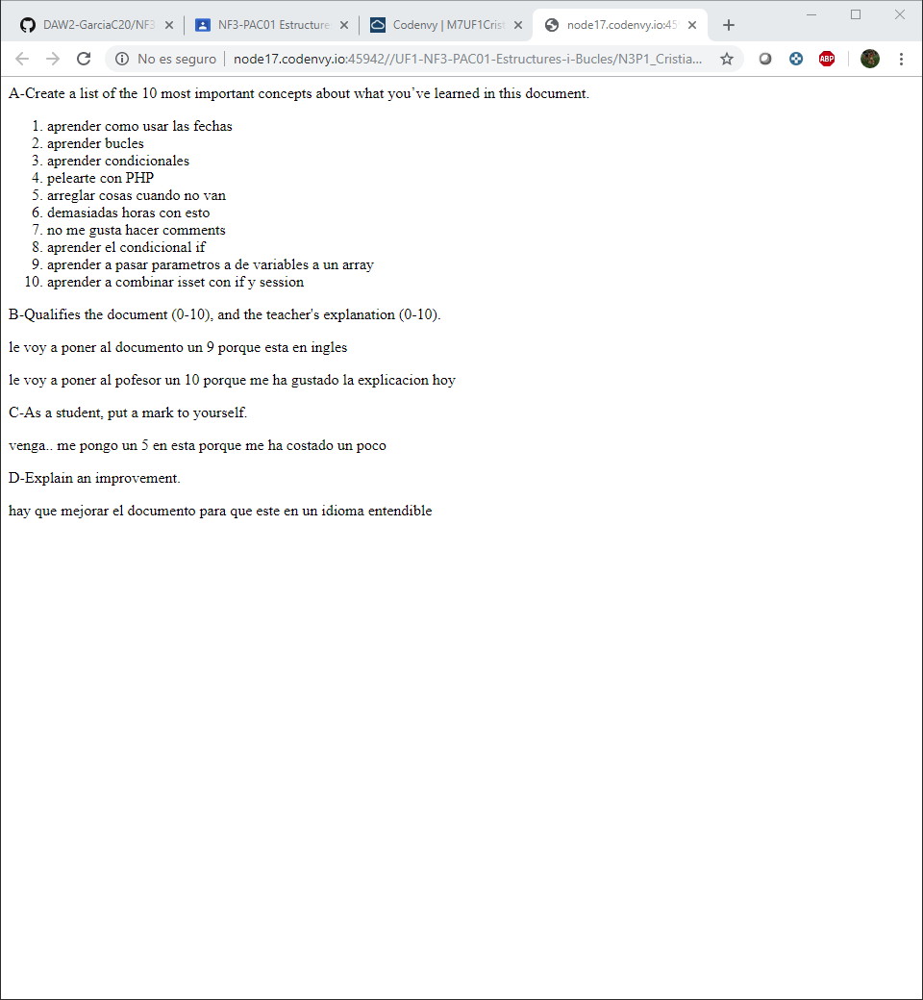 DAW2-GarciaC20/NF3
NF3-PAC01 Estructure
Codenvy | M7UF1Crist
node17.codenvy.io:45
No es seguro
node17.codenvy.io:45942//UF1-NF3-PAC01-Estructures-i-Bucles/N3P1_Cristia...
ABP
A-Create a list of the 10 most important concepts about what you’ve learned in this document.
1. aprender como usar las fechas
2. aprender bucles
3. aprender condicionales
4. pelearte con PHP
5. arreglar cosas cuando no van
6. demasiadas horas con esto
7. no me gusta hacer comments
8. aprender el condicional if
9. aprender a pasar parametros a de variables a un array
10. aprender a combinar isset con if y session
B-Qualifies the document (0-10), and the teacher's explanation (0-10).
le voy a poner al documento un 9 porque esta en ingles
le voy a poner al pofesor un 10 porque me ha gustado la explicacion hoy
C-As a student, put a mark to yourself.
venga.. me pongo un 5 en esta porque me ha costado un poco
D-Explain an improvement.
hay que mejorar el documento para que este en un idioma entendible